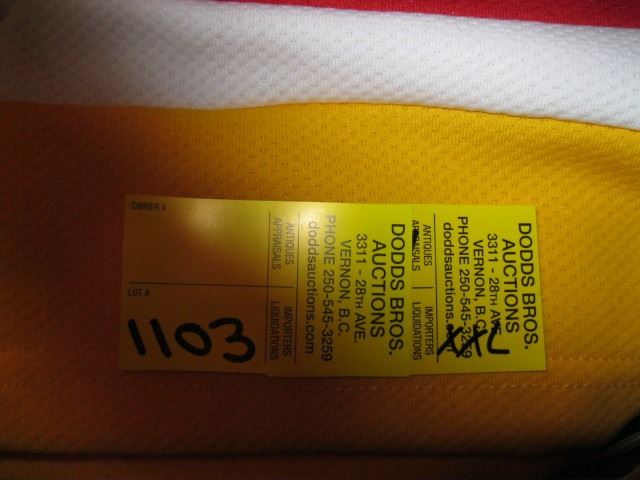 OWNER #
LOT #
1103
ANTIQUES IMPORTERS
APPRAISALS LIQUIDATIONS
DODDS BROS.
AUCTIONS
3311 - 28TH AVE.
VERNON, B.C.
PHONE 250-545-3259
doddsauctions.com
ANTIQUES IMPORTERS
APPRAISALS LIQUIDATIONS
DODDS BROS.
AUCTIONS
3311 - 28TH AVE.
VERNON, B.C.
PHONE 250-545-3259
doddsauctions.com
XXL